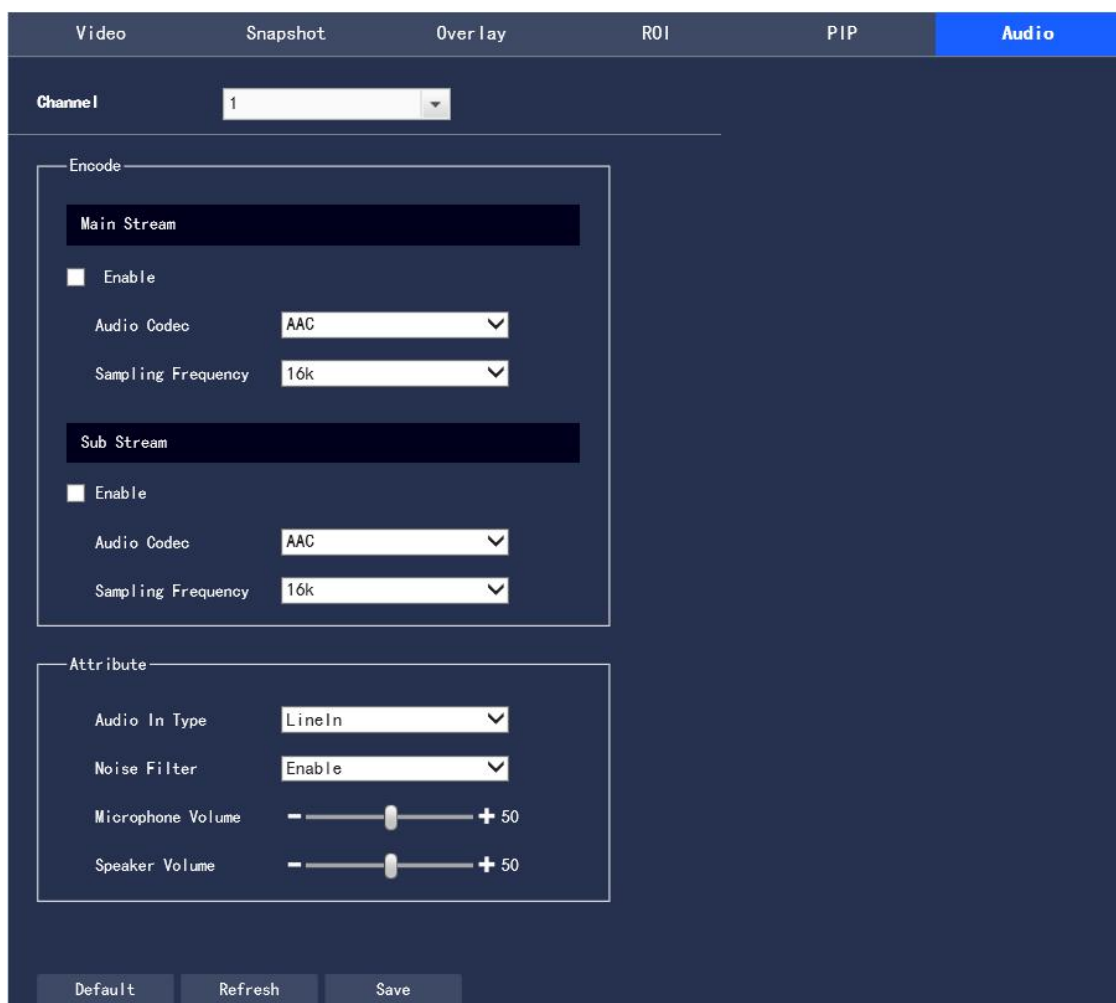 Video Snapshot Overlay ROI PIP Audio
Channel 1
Encode
Main Stream
Enable
Audio Codec AAC
Sampling Frequency 16k
Sub Stream
Enable
Audio Codec AAC
Sampling Frequency 16k
Attribute
Audio In Type LineIn
Noise Filter Enable
Microphone Volume 50
Speaker Volume 50
Default Refresh Save